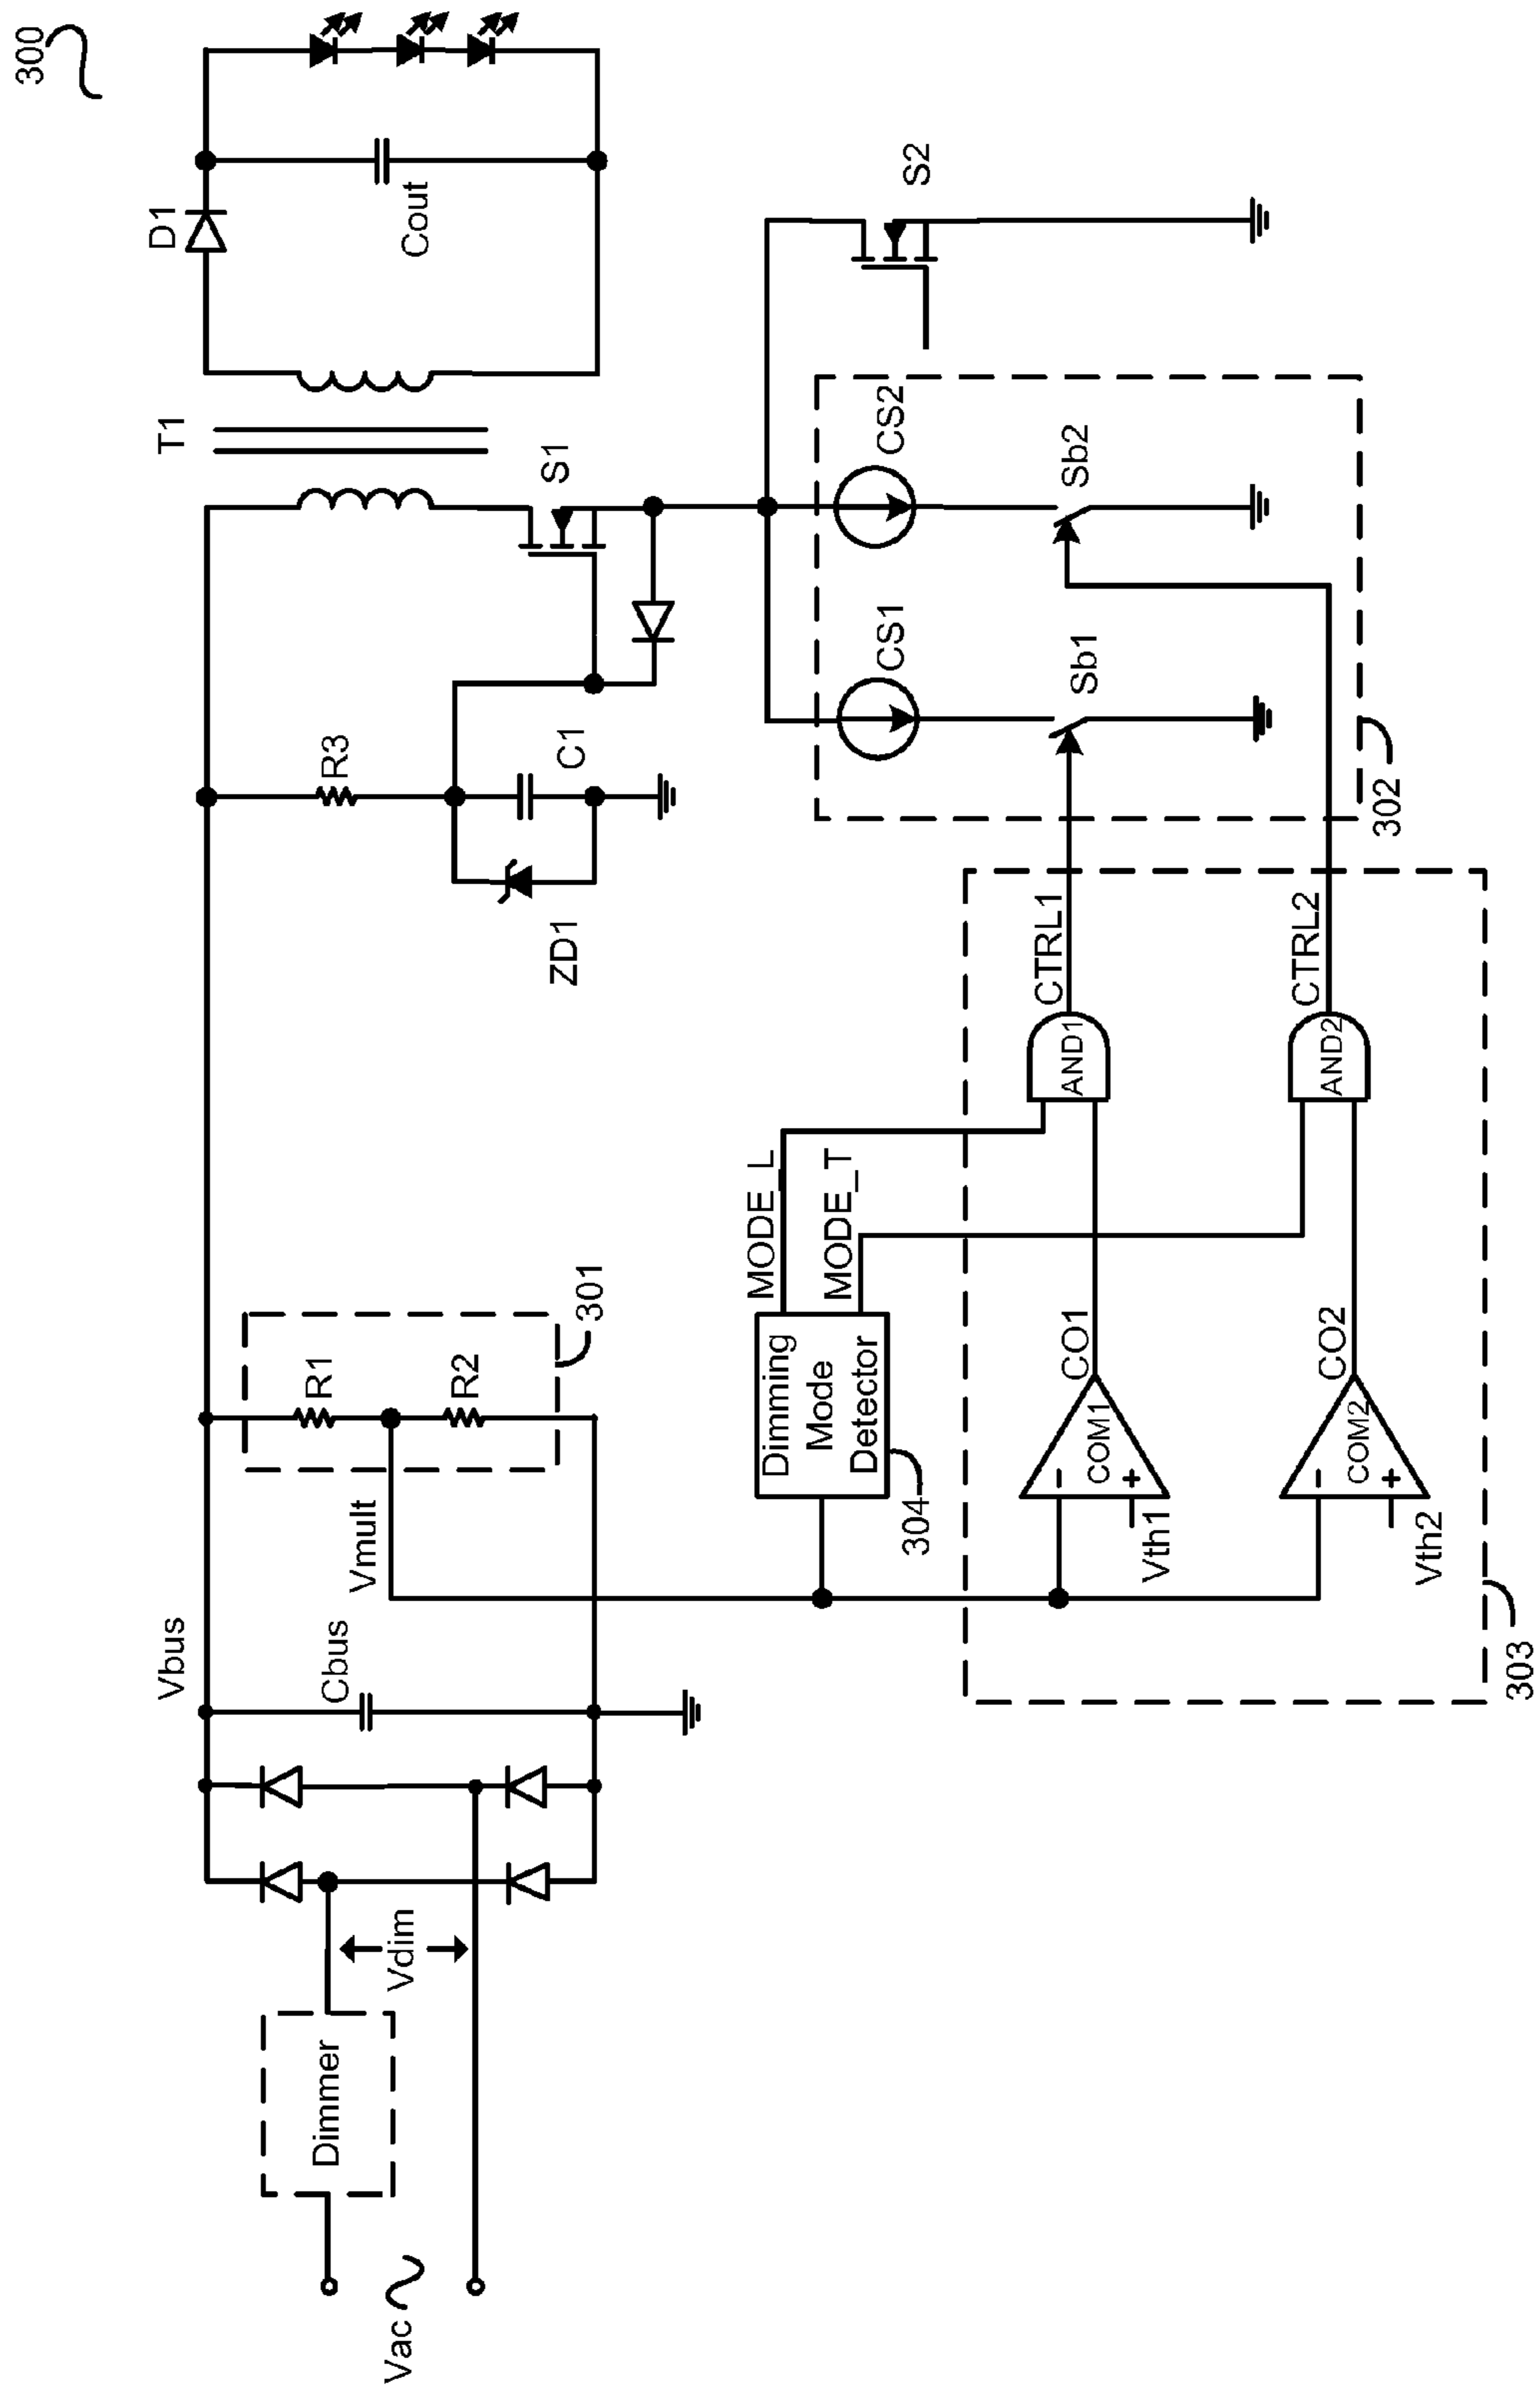 300
Vac
Dimmer
Vdim
Vbus
Cbus
Vmult
R1
R2
301
R3
ZD1
C1
T1
S1
D1
Cout
S2
Dimming
Mode
Detector
304
MODE_L
MODE_T
Vth1
-
+
COM1
CO1
AND1
CTRL1
Vth2
-
+
COM2
CO2
AND2
CTRL2
303
CS1
CS2
Sb1
Sb2
302